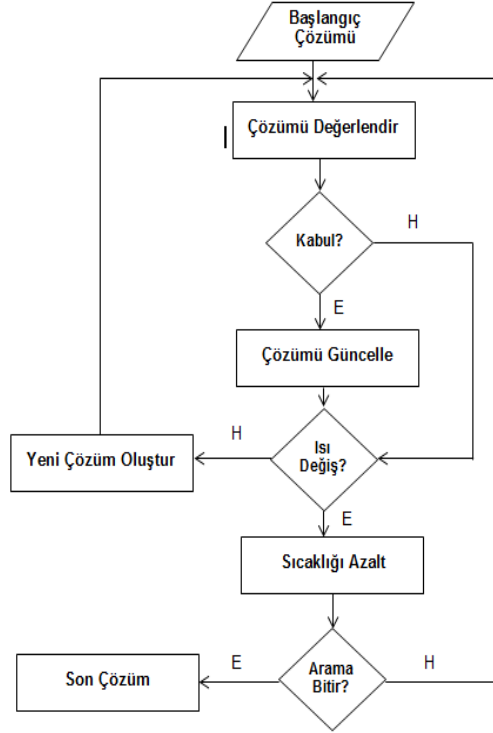 Başlangıç
Çözümü
Çözümü Değerlendir
Kabul?
H
E
Çözümü Güncelle
Isı
Değiş?
H
Yeni Çözüm Oluştur
E
Sıcaklığı Azalt
Arama
Bitir?
E
H
Son Çözüm